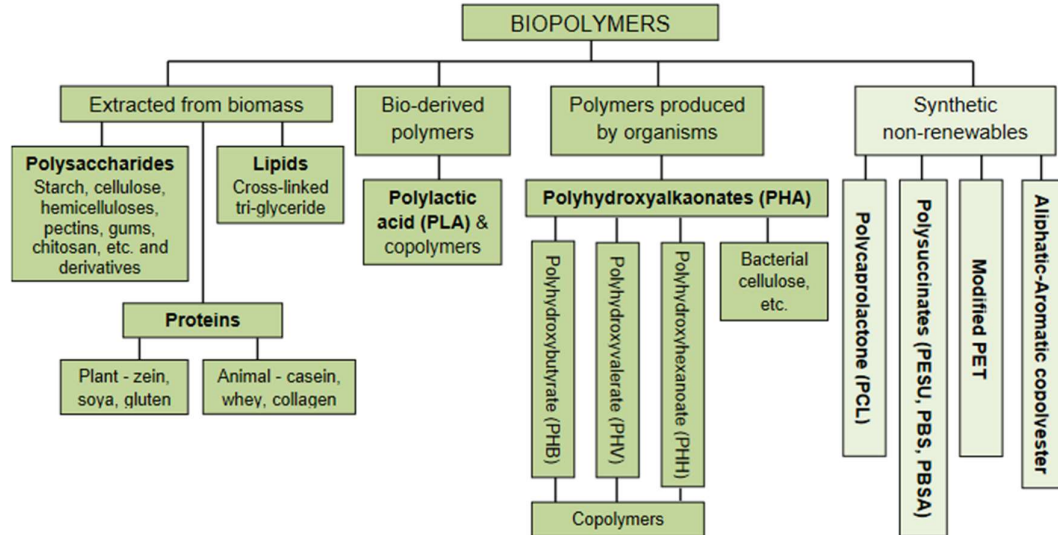 BIOPOLYMERS
Extracted from biomass
Polysaccharides
Starch, cellulose,
hemicelluloses,
pectins, gums,
chitosan, etc. and
derivatives
Lipids
Cross-linked
tri-glyceride
Proteins
Plant - zein,
soya, gluten
Animal - casein,
whey, collagen
Bio-derived
polymers
Polylactic
acid (PLA) &
copolymers
Polymers produced
by organisms
Polyhydroxyalkaonates (PHA)
Polyhydroxybutyrate (PHB)
Polyhydroxyvalerate (PHV)
Polyhydroxyhexanoate (PHH)
Bacterial
cellulose,
etc.
Copolymers
Synthetic
non-renewables
Polycaprolactone (PCL)
Polysuccinates (PESU, PBS, PBSA)
Modified PET
Aliphatic-Aromatic copolyester